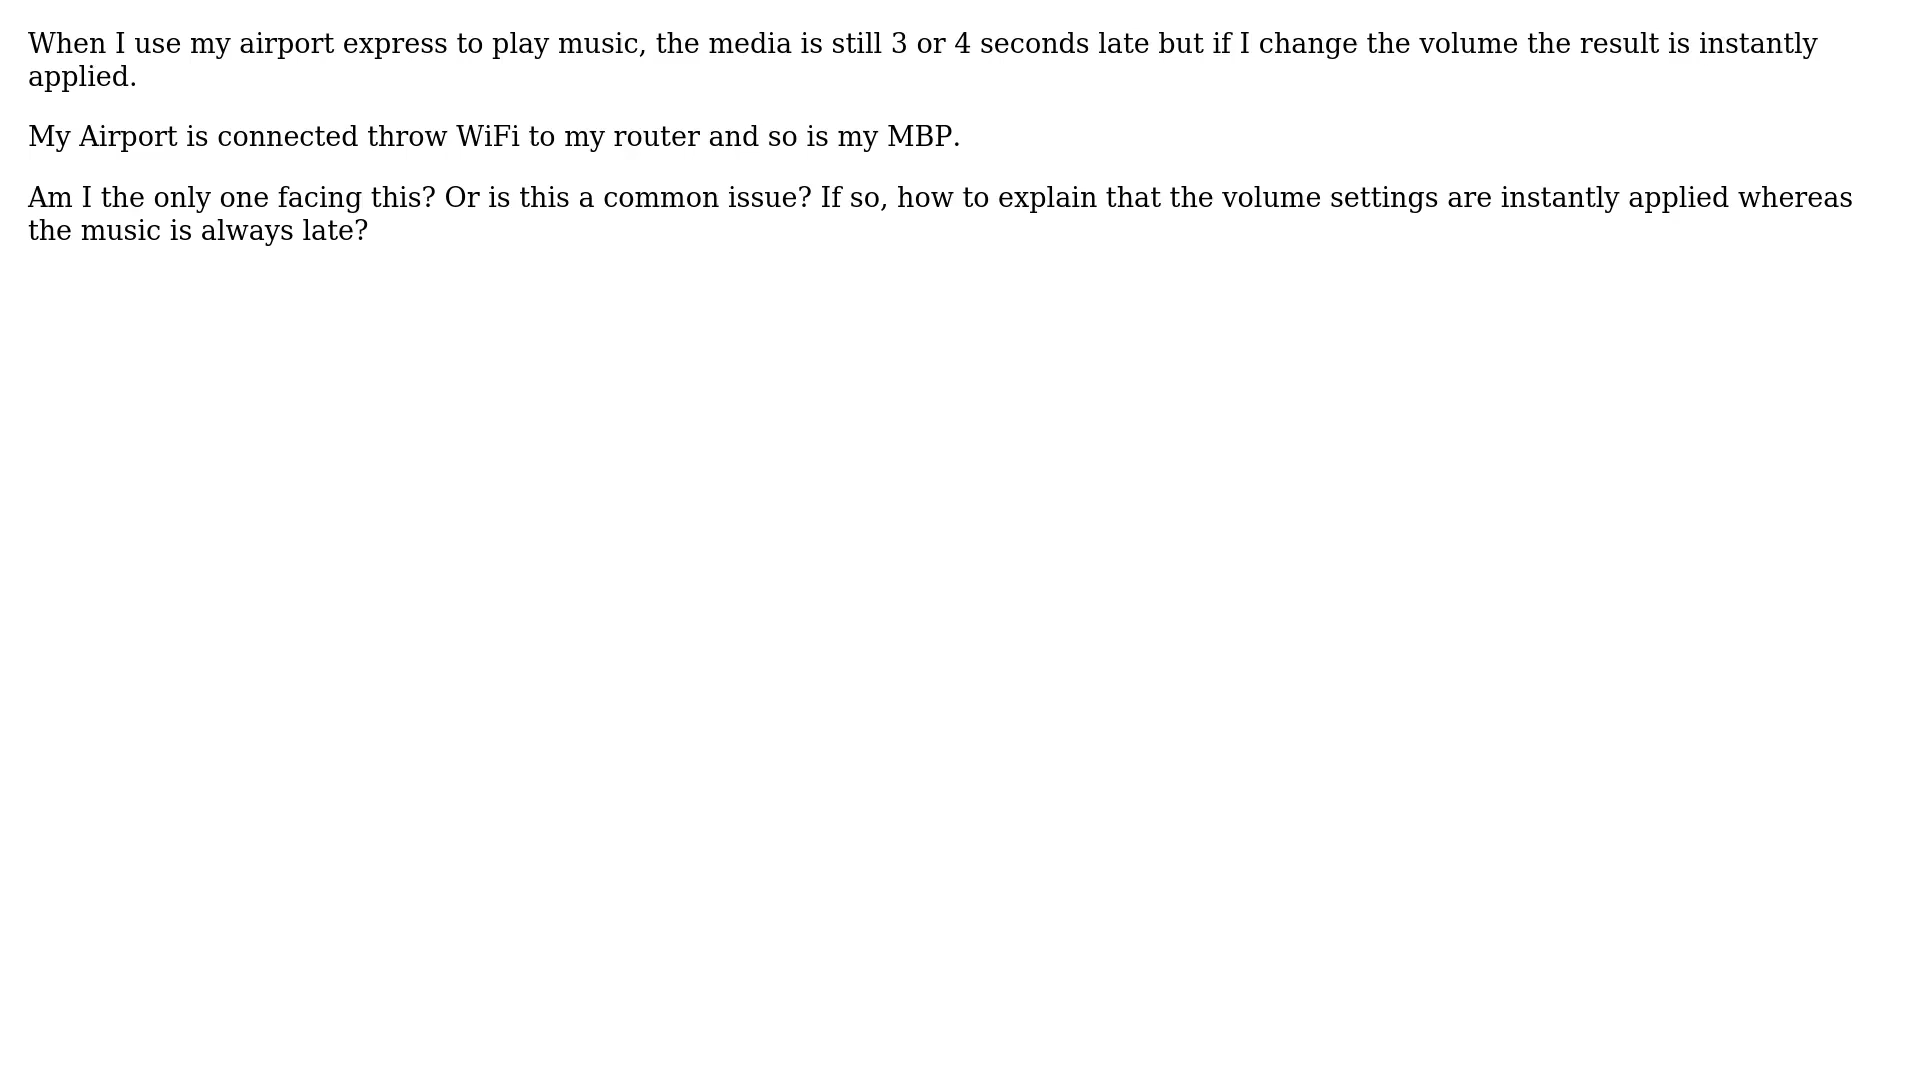 When I use my airport express to play music, the media is still 3 or 4 seconds late but if I change the volume the result is instantly
applied.
My Airport is connected throw WiFi to my router and so is my MBP.
Am I the only one facing this? Or is this a common issue? If so, how to explain that the volume settings are instantly applied whereas
the music is always late?